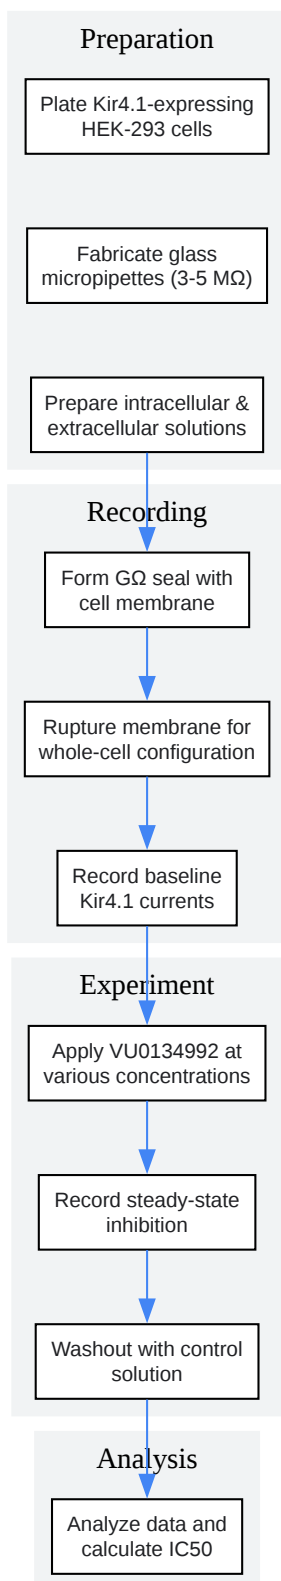 Preparation
Plate Kir4.1-expressing
HEK-293 cells
Fabricate glass
micropipettes (3-5 MΩ)
Prepare intracellular &
extracellular solutions
Recording
Form GΩ seal with
cell membrane
Rupture membrane for
whole-cell configuration
Record baseline
Kir4.1 currents
Experiment
Apply VU0134992 at
various concentrations
Record steady-state
inhibition
Washout with control
solution
Analysis
Analyze data and
calculate IC50